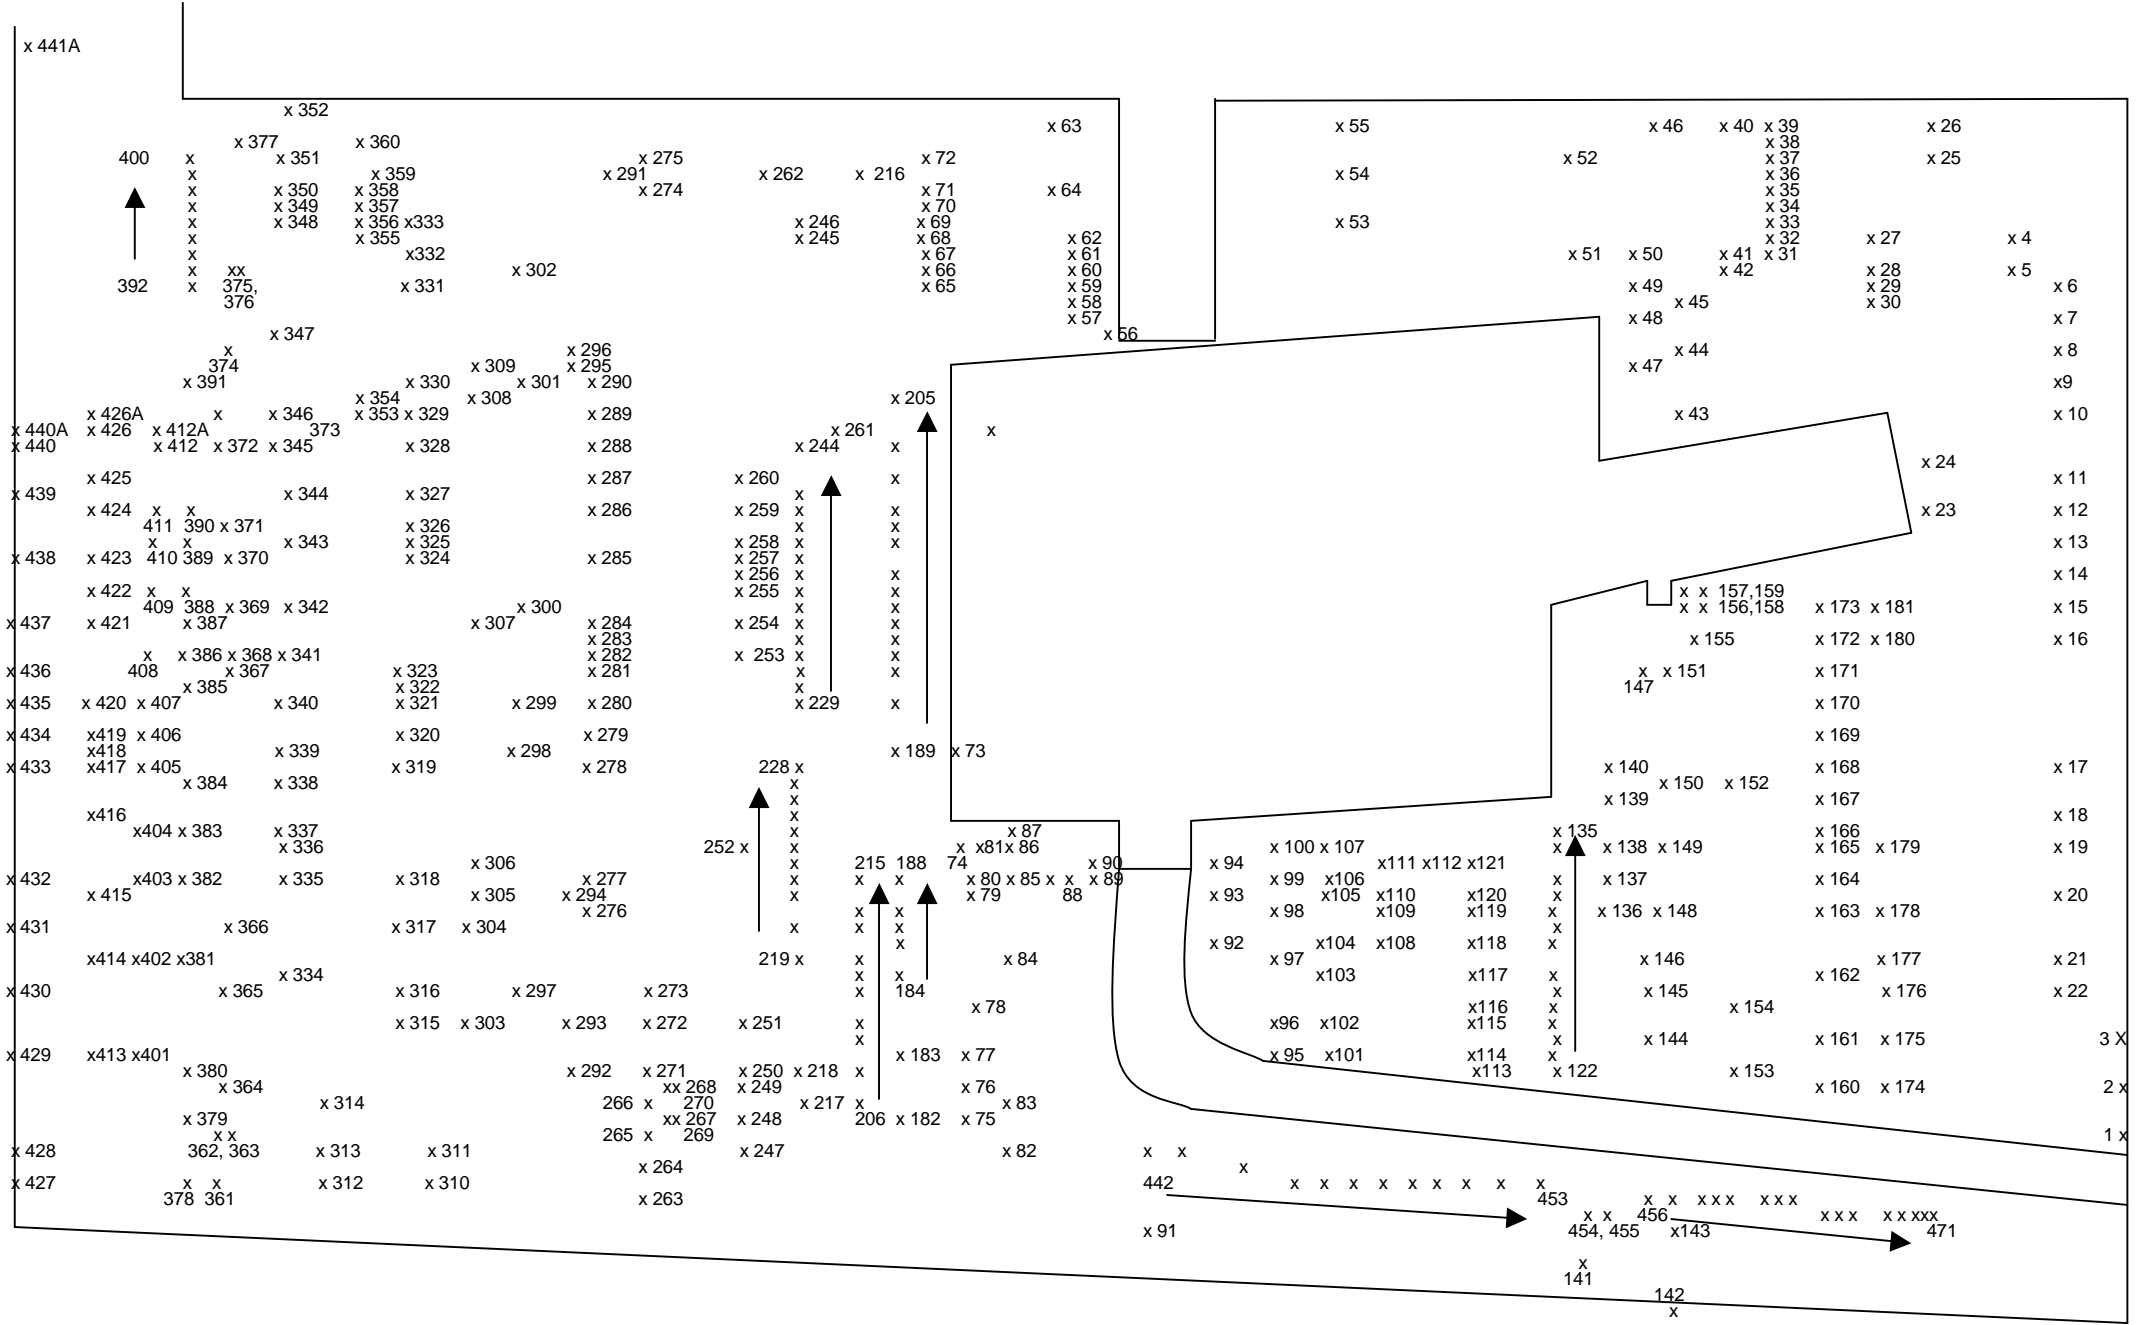 x 441A
x 352
x 63 x 55 x 46 x 40 x 39 x 26
x 377 x 360 x 38
400 x x 351 x 275 x 72 x 52 x 37 x 25
x x 359 x 291 x 262 x 216 x 54 x 36
x x 350 x 358 x 274 x 71 x 64 x 35
x x 349 x 357 x 70 x 34
x x 348 x 356 x333 x 246 x 69 x 53 x 33
x x 355 x 245 x 68 x 62 x 32 x 27 x 4
x x332 x 67 x 61 x 51 x 50 x 41 x 31
x xx x 302 x 66 x 60 x 42 x 28 x 5
392 x 375, x 331 x 65 x 59 x 49 x 29 x 6
376 x 58 x 45 x 30
x 57 x 48 x 7
x 347 x 56
x x 296 x 44 x 8
374 x 309 x 295 x 47
x 391 x 330 x 301 x 290 x9
x 354 x 308 x 205
x 426A x x 346 x 353 x 329 x 289 x 43 x 10
x 440A x 426 x 412A 373 x 261 x
x 440 x 412 x 372 x 345 x 328 x 288 x 244 x
x 24
x 425 x 287 x 260 x x 11
x 439 x 344 x 327 x
x 424 x x x 286 x 259 x x x 23 x 12
411 390 x 371 x 326 x x
x x x 343 x 325 x 258 x x x 13
x 438 x 423 410 389 x 370 x 324 x 285 x 257 x
x 256 x x x 14
x 422 x x x 255 x x x x 157,159
409 388 x 369 x 342 x 300 x x x x 156,158 x 173 x 181 x 15
x 437 x 421 x 387 x 307 x 284 x 254 x x
x 283 x x x 155 x 172 x 180 x 16
x x 386 x 368 x 341 x 282 x 253 x x
x 436 408 x 367 x 323 x 281 x x x x 151 x 171
x 385 x 322 x 147
x 435 x 420 x 407 x 340 x 321 x 299 x 280 x 229 x x 170
x 434 x419 x 406 x 320 x 279 x 169
x418 x 339 x 298 x 189 x 73
x 433 x417 x 405 x 319 x 278 228 x x 140 x 168 x 17
x 384 x 338 x x 150 x 152
x x 139 x 167
x416 x x 18
x404 x 383 x 337 x x 87 x 135 x 166
x 336 252 x x x x81x 86 x 100 x 107 x x 138 x 149 x 165 x 179 x 19
x 306 x 215 188 74 x 90 x 94 x111 x112 x121
x 432 x403 x 382 x 335 x 318 x 277 x x x x 80 x 85 x x x 89 x 99 x106 x x 137 x 164
x 415 x 305 x 294 x x 79 88 x 93 x105 x110 x120 x x 20
x 276 x x x 98 x109 x119 x x 136 x 148 x 163 x 178
x 431 x 366 x 317 x 304 x x x x
x x 92 x104 x108 x118 x
x414 x402 x381 219 x x x 84 x 97 x 146 x 177 x 21
x 334 x x x103 x117 x x 162
x 430 x 365 x 316 x 297 x 273 x 184 x x 145 x 176 x 22
x 78 x116 x x 154
x 315 x 303 x 293 x 272 x 251 x x96 x102 x115 x
x x x 144 x 161 x 175 3 X
x 429 x413 x401 x 183 x 77 x 95 x101 x114 x
x 380 x 292 x 271 x 250 x 218 x x113 x 122 x 153
x 364 xx 268 x 249 x 76 x 160 x 174 2 x
x 314 266 x 270 x 217 x x 83
x 379 xx 267 x 248 206 x 182 x 75
x x 265 x 269 1 x
x 428 362, 363 x 313 x 311 x 247 x 82 x x
x 264 x
x 427 x x x 312 x 310 442 x x x x x x x x x
378 361 x 263 453 x x x x x x x x
x x 456 x x x x x xxx
x 91 454, 455 x143 471
x
141
142
x